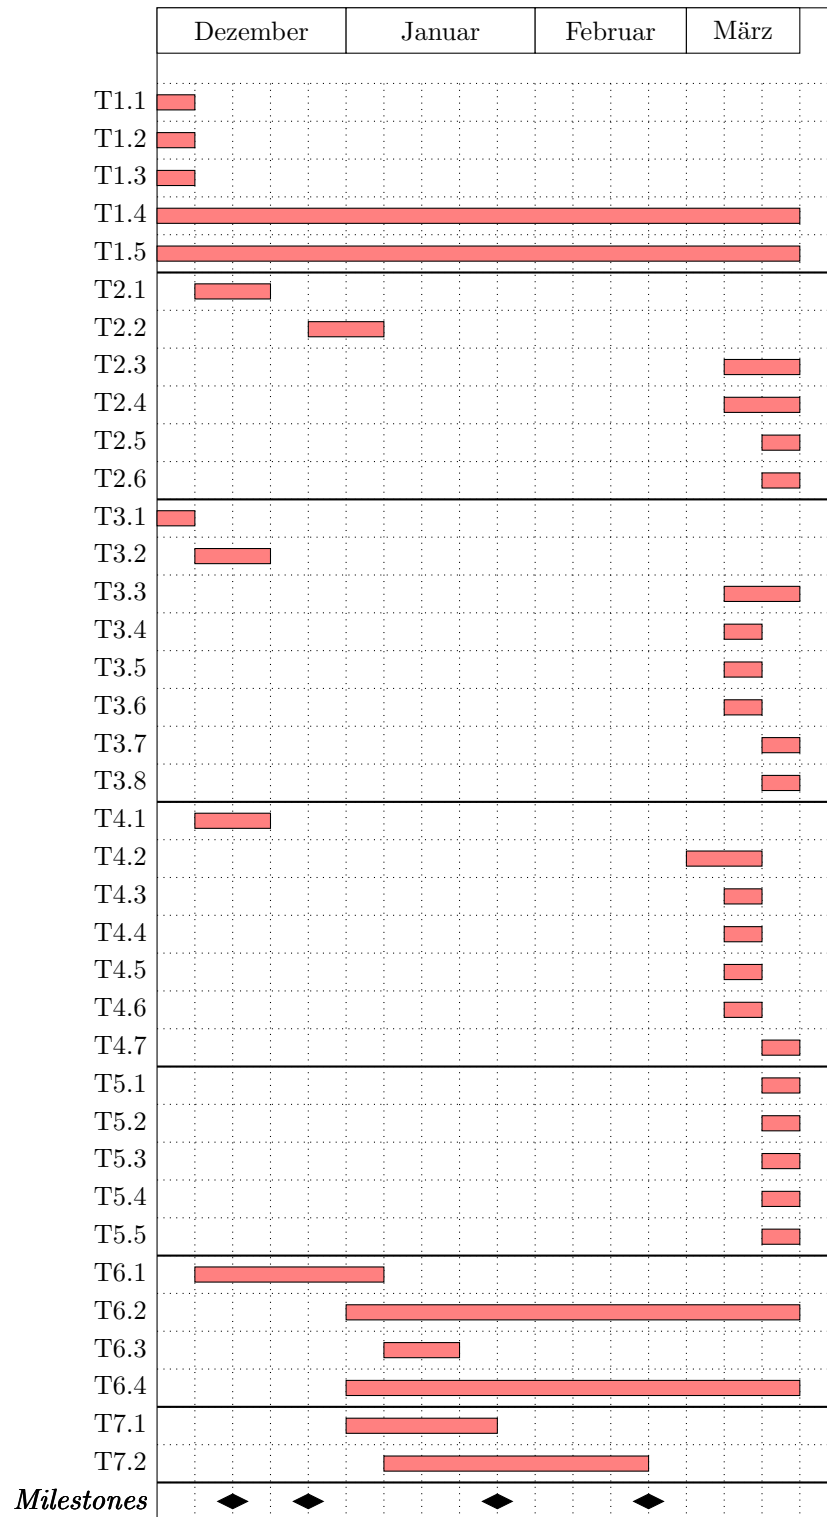 Dezember Januar Februar März
T1.1
T1.2
T1.3
T1.4
T1.5
T2.1
T2.2
T2.3
T2.4
T2.5
T2.6
T3.1
T3.2
T3.3
T3.4
T3.5
T3.6
T3.7
T3.8
T4.1
T4.2
T4.3
T4.4
T4.5
T4.6
T4.7
T5.1
T5.2
T5.3
T5.4
T5.5
T6.1
T6.2
T6.3
T6.4
T7.1
T7.2
Milestones